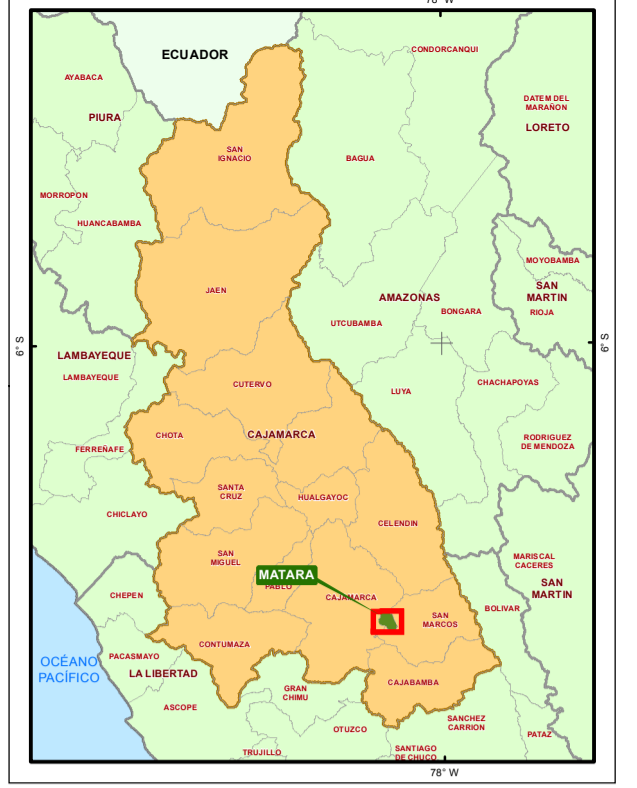 78° W
ECUADOR
CONDORCANQUI
AYABACA
DATEM DEL
MARAÑON
PIURA
LORETO
SAN
IGNACIO
BAGUA
MORROPON
HUANCABAMBA
MOYOBAMBA
SAN
MARTIN
JAEN
AMAZONAS
BONGARA
RIOJA
UTCUBAMBA
6° S
6° S
LAMBAYEQUE
LAMBAYEQUE
CUTERVO
LUYA
CHACHAPOYAS
CHOTA
CAJAMARCA
RODRIGUEZ
DE MENDOZA
FERREÑAFE
SANTA
CRUZ
HUALGAYOC
CHICLAYO
CELENDIN
SAN
MIGUEL
MARISCAL
CACERES
MATARA
PABLO
SAN
MARTIN
CHEPEN
CAJAMARCA
BOLIVAR
SAN
MARCOS
CONTUMAZA
OCÉANO
PACÍFICO
PACASMAYO
LA LIBERTAD
CAJABAMBA
GRAN
CHIMU
ASCOPE
SANCHEZ
CARRION
OTUZCO
PATAZ
TRUJILLO
SANTIAGO
DE CHUCO
78° W